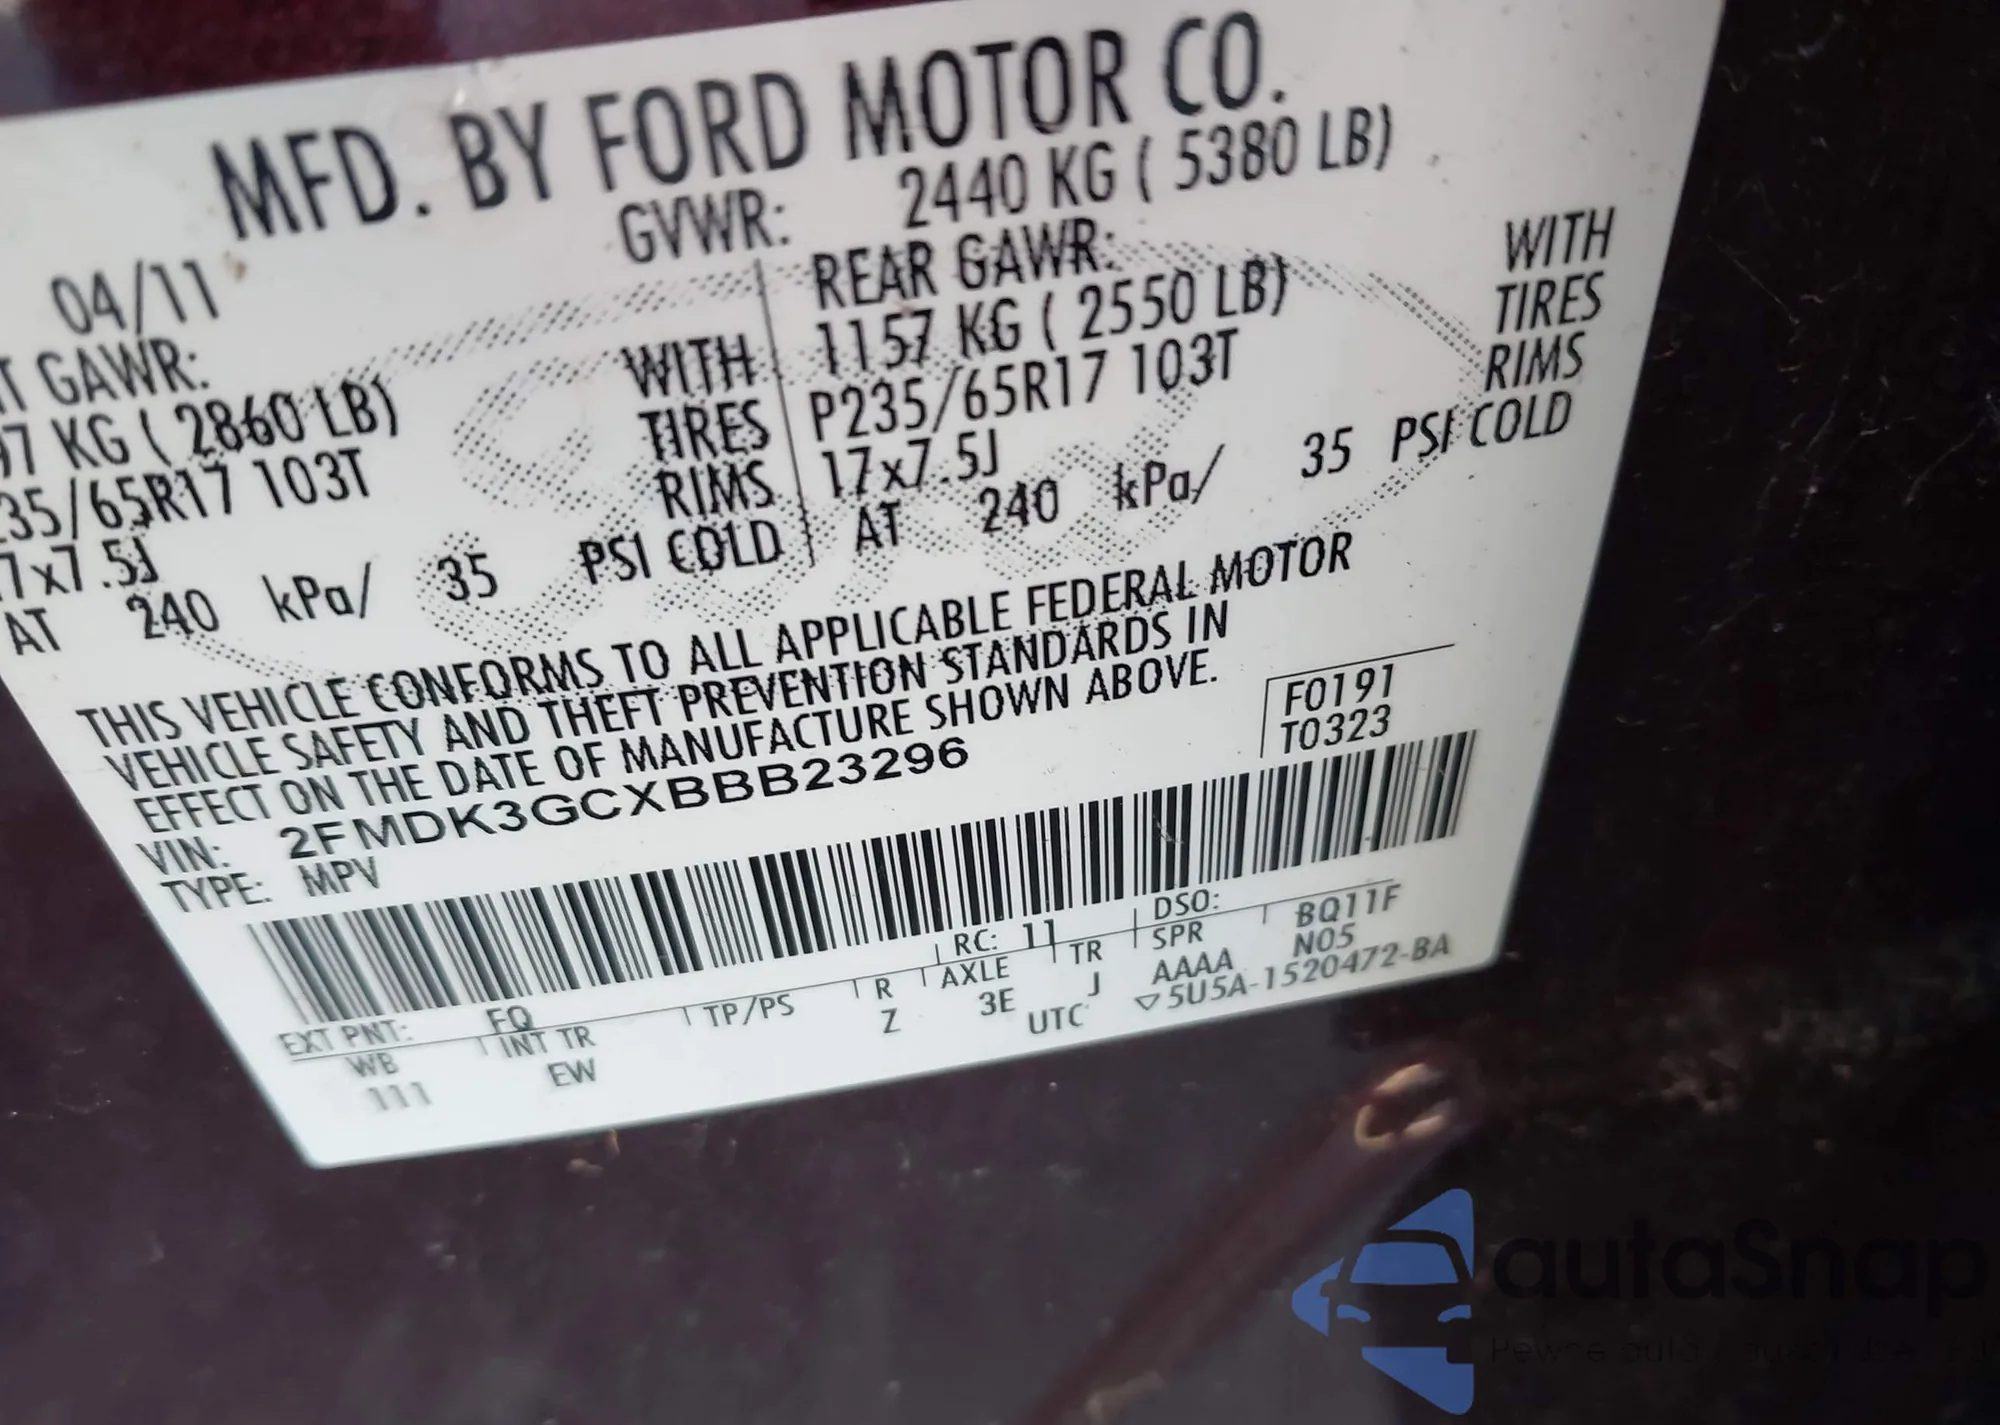 MFD. BY FORD MOTOR CO.
04/11 GVWR: 2440 KG ( 5380 LB)
T GAWR: REAR GAWR:
97 KG ( 2860 LB) WITH 1157 KG ( 2550 LB) WITH
35/65R17 103T TIRES P235/65R17 103T TIRES
7x7.5J RIMS 17x7.5J RIMS
AT 240 kPa/ 35 PSI COLD AT 240 kPa/ 35 PSI COLD
THIS VEHICLE CONFORMS TO ALL APPLICABLE FEDERAL MOTOR
VEHICLE SAFETY AND THEFT PREVENTION STANDARDS IN
EFFECT ON THE DATE OF MANUFACTURE SHOWN ABOVE.
F0191
VIN: 2FMDK3GCXBBB23296 T0323
TYPE: MPV
EXT PNT: FQ RC: 11 DSO: BQ11F
WB INT TR TP/PS R AXLE TR SPR N05
111 EW Z 3E J AAAA
UTC ▽5U5A-1520472-BA
autaSnap